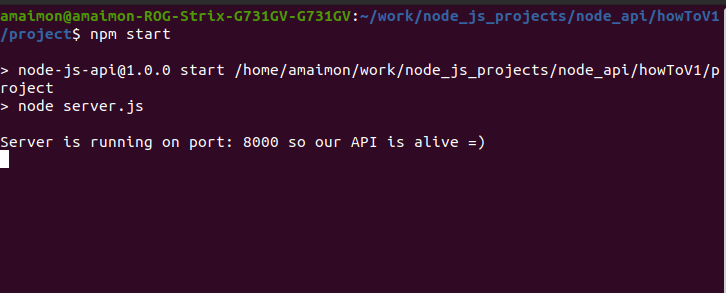 amaimon@amaimon-ROG-Strix-G731GV-G731GV:~/work/node_js_projects/node_api/howToV1
/project$ npm start
> node-js-api@1.0.0 start /home/amaimon/work/node_js_projects/node_api/howToV1/p
roject
> node server.js
Server is running on port: 8000 so our API is alive =)